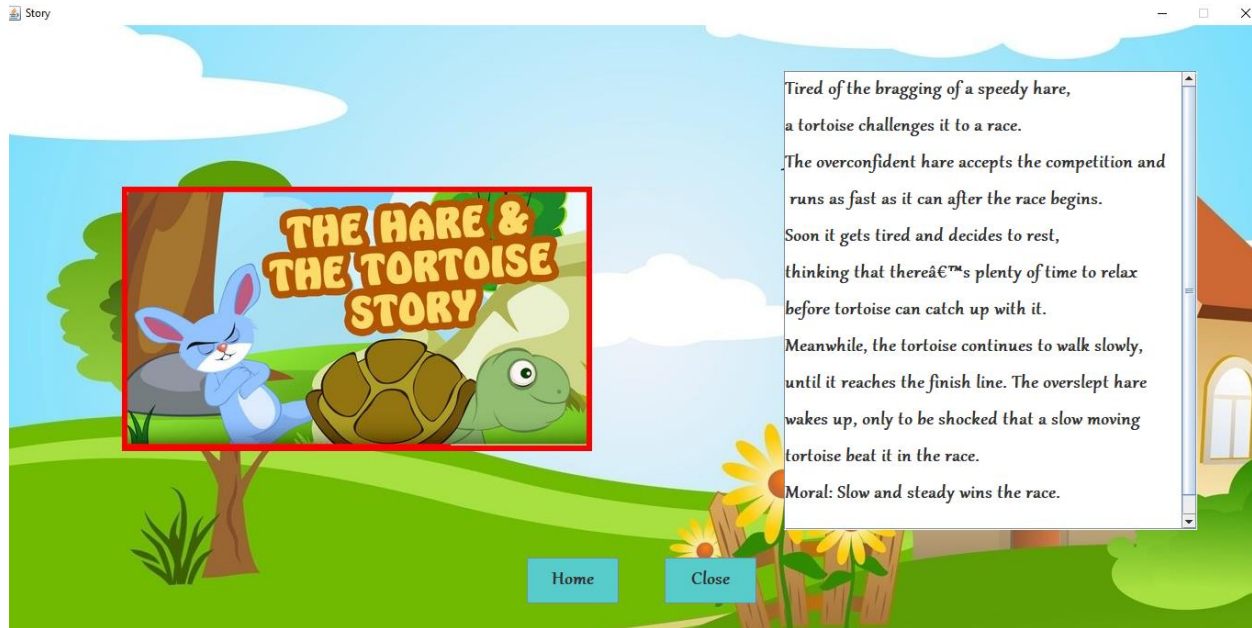 Story
THE HARE &
THE TORTOISE
STORY
Tired of the bragging of a speedy hare,
a tortoise challenges it to a race.
The overconfident hare accepts the competition and
runs as fast as it can after the race begins.
Soon it gets tired and decides to rest,
thinking that thereâ€™s plenty of time to relax
before tortoise can catch up with it.
Meanwhile, the tortoise continues to walk slowly,
until it reaches the finish line. The overslept hare
wakes up, only to be shocked that a slow moving
tortoise beat it in the race.
Moral: Slow and steady wins the race.
Home
Close